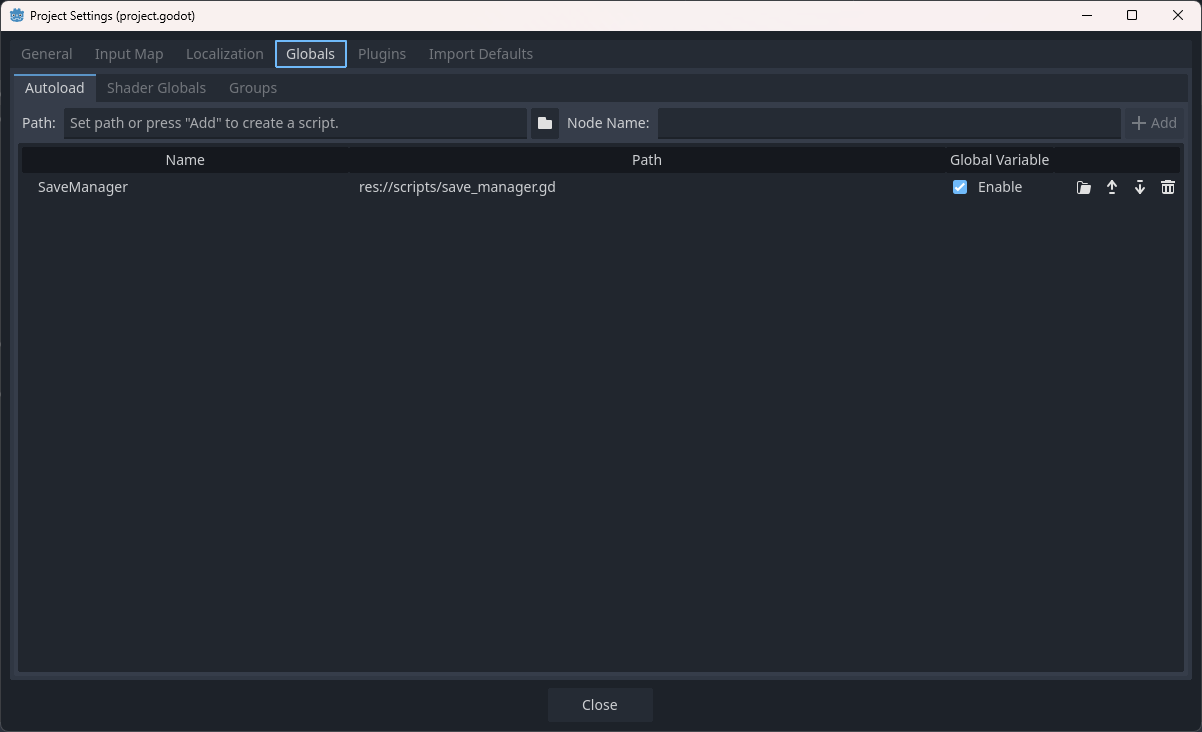 Project Settings (project.godot)
General Input Map Localization Globals Plugins Import Defaults
Autoload Shader Globals Groups
Path: Set path or press "Add" to create a script. Node Name: Add
Name Path Global Variable
SaveManager res://scripts/save_manager.gd Enable
Close